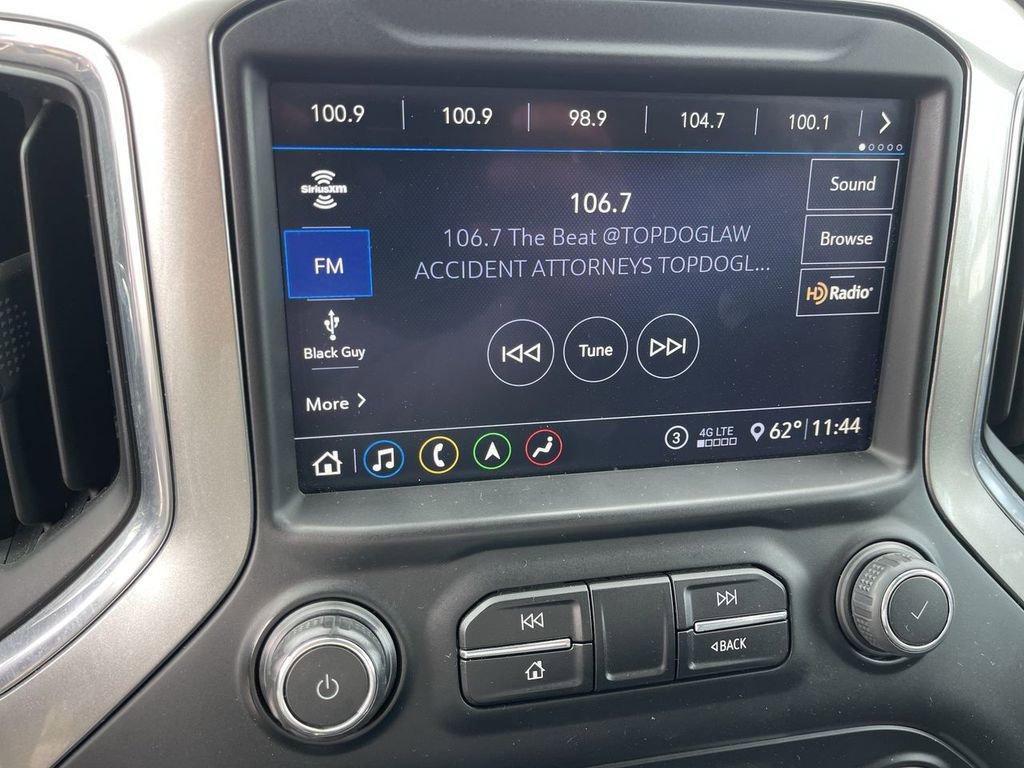 100.9 100.9 98.9 104.7 100.1
SiriusXM
FM
Black Guy
More
106.7
106.7 The Beat @TOPDOGLAW
ACCIDENT ATTORNEYS TOPDOGL...
Tune
Sound
Browse
HD Radio
3 4G LTE 62° 11:44
BACK